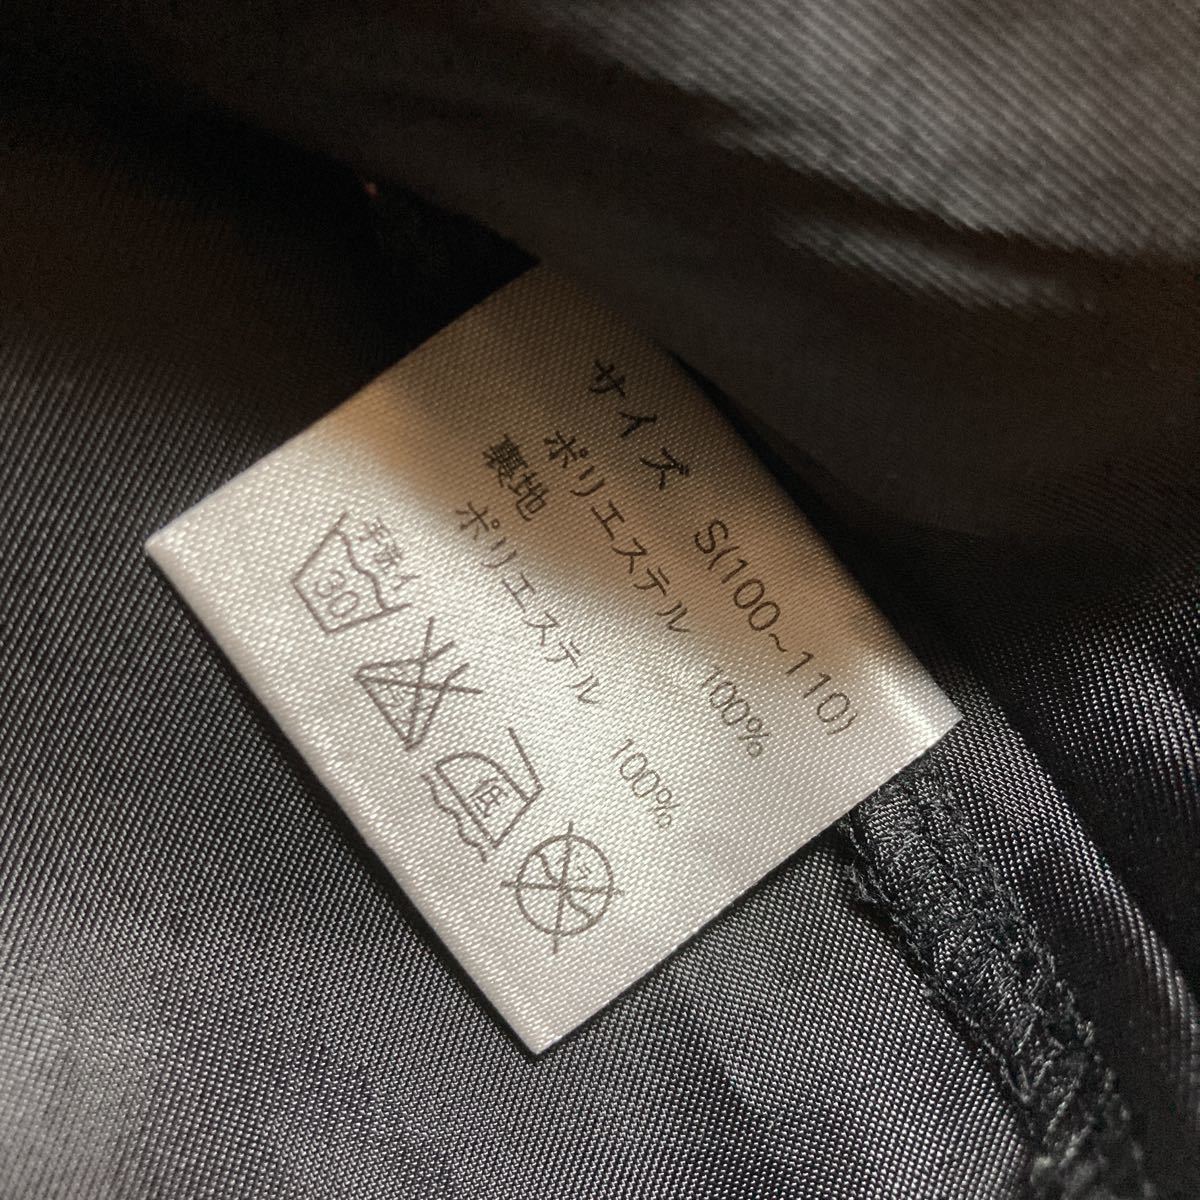 サイズ S(100~110)
ポリエステル 100%
裏地
ポリエステル 100%
手洗イ
30
低